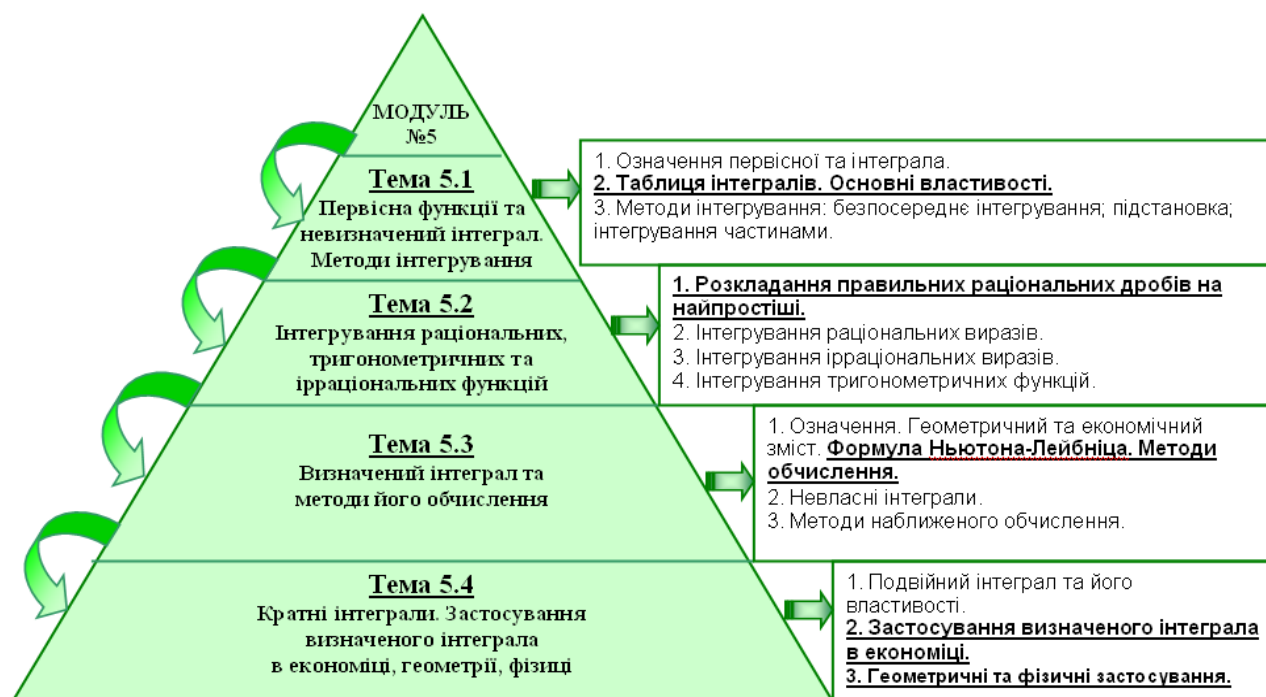 МОДУЛЬ
№5
Тема 5.1
Первісна функції та
невизначений інтеграл.
Методи інтегрування
1. Означення первісної та інтеграла.
2. Таблиця інтегралів. Основні властивості.
3. Методи інтегрування: безпосереднє інтегрування; підстановка;
інтегрування частинами.
Тема 5.2
Інтегрування раціональних,
тригонометричних та
ірраціональних функцій
1. Розкладання правильних раціональних дробів на
найпростіші.
2. Інтегрування раціональних виразів.
3. Інтегрування ірраціональних виразів.
4. Інтегрування тригонометричних функцій.
Тема 5.3
Визначений інтеграл та
методи його обчислення
1. Означення. Геометричний та економічний
зміст. Формула Ньютона-Лейбніца. Методи
обчислення.
2. Невласні інтеграли.
3. Методи наближеного обчислення.
Тема 5.4
Кратні інтеграли. Застосування
визначеного інтеграла
в економіці, геометрії, фізиці
1. Подвійний інтеграл та його
властивості.
2. Застосування визначеного інтеграла
в економіці.
3. Геометричні та фізичні застосування.